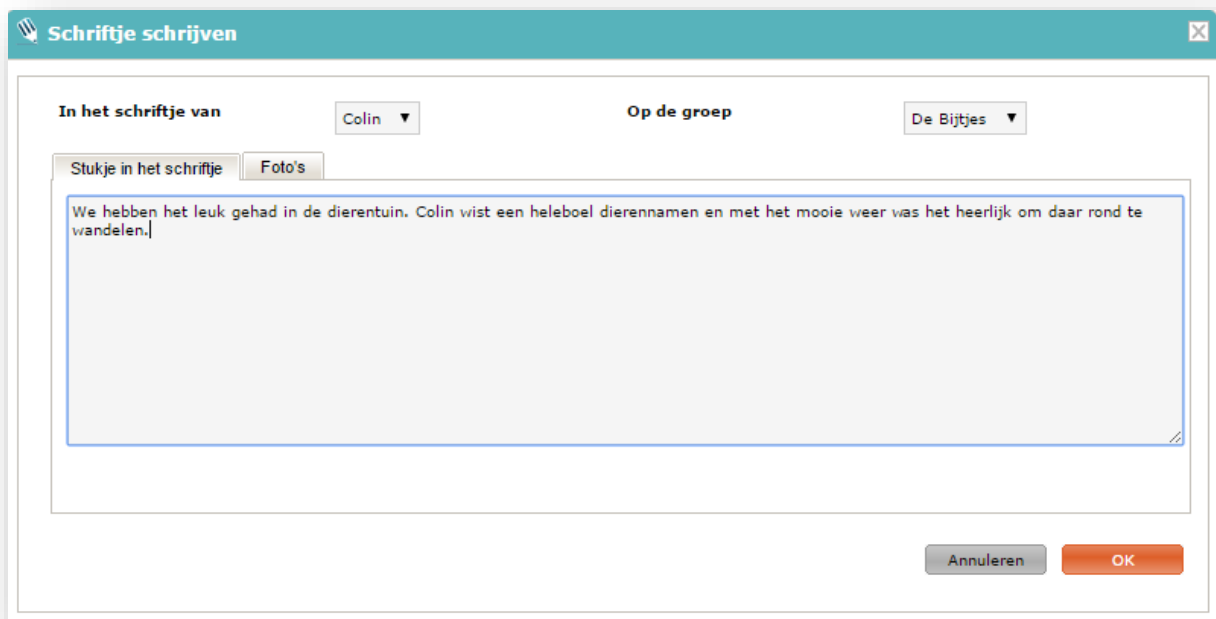 Schriftje schrijven
In het schriftje van
Colin
Op de groep
De Bijtjes
Stukje in het schriftje
Foto's
We hebben het leuk gehad in de dierentuin. Colin wist een heleboel dierennamen en met het mooie weer was het heerlijk om daar rond te
wandelen.
Annuleren
OK